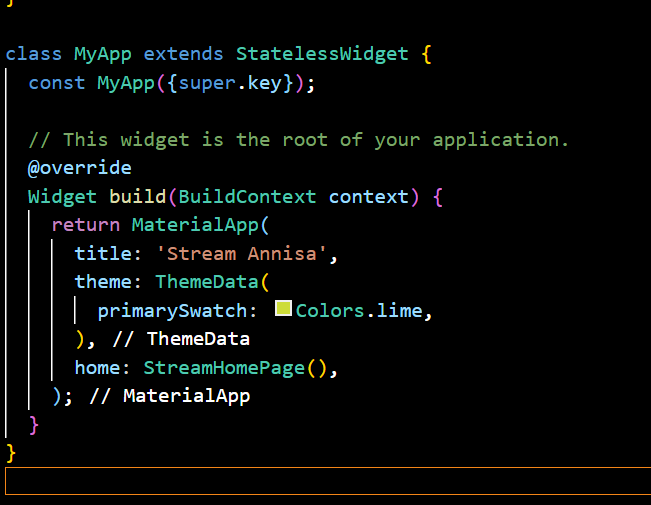 }
class MyApp extends StatelessWidget {
  const MyApp({super.key});
  // This widget is the root of your application.
  @override
  Widget build(BuildContext context) {
    return MaterialApp(
      title: 'Stream Annisa',
      theme: ThemeData(
        primarySwatch: Colors.lime,
      ), // ThemeData
      home: StreamHomePage(),
    ); // MaterialApp
  }
}